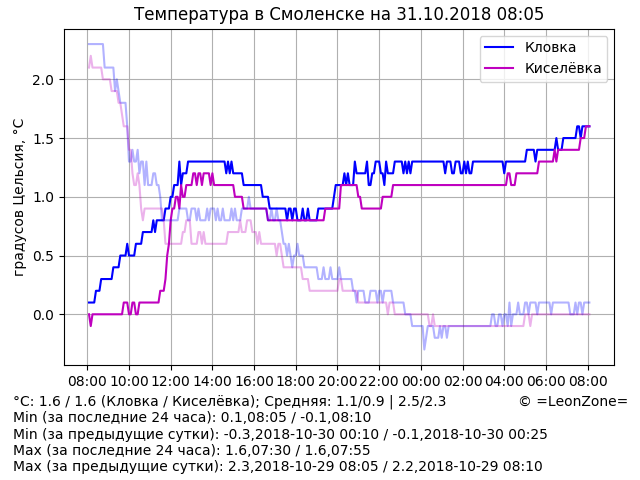 Температура в Смоленске на 31.10.2018 08:05
Кловка
Киселёвка
градусов Цельсия, °C
2.0
1.5
1.0
0.5
0.0
08:00 10:00 12:00 14:00 16:00 18:00 20:00 22:00 00:00 02:00 04:00 06:00 08:00
°C: 1.6 / 1.6 (Кловка / Киселёвка); Средняя: 1.1/0.9 | 2.5/2.3 © =LeonZone=
Min (за последние 24 часа): 0.1,08:05 / -0.1,08:10
Min (за предыдущие сутки): -0.3,2018-10-30 00:10 / -0.1,2018-10-30 00:25
Max (за последние 24 часа): 1.6,07:30 / 1.6,07:55
Max (за предыдущие сутки): 2.3,2018-10-29 08:05 / 2.2,2018-10-29 08:10